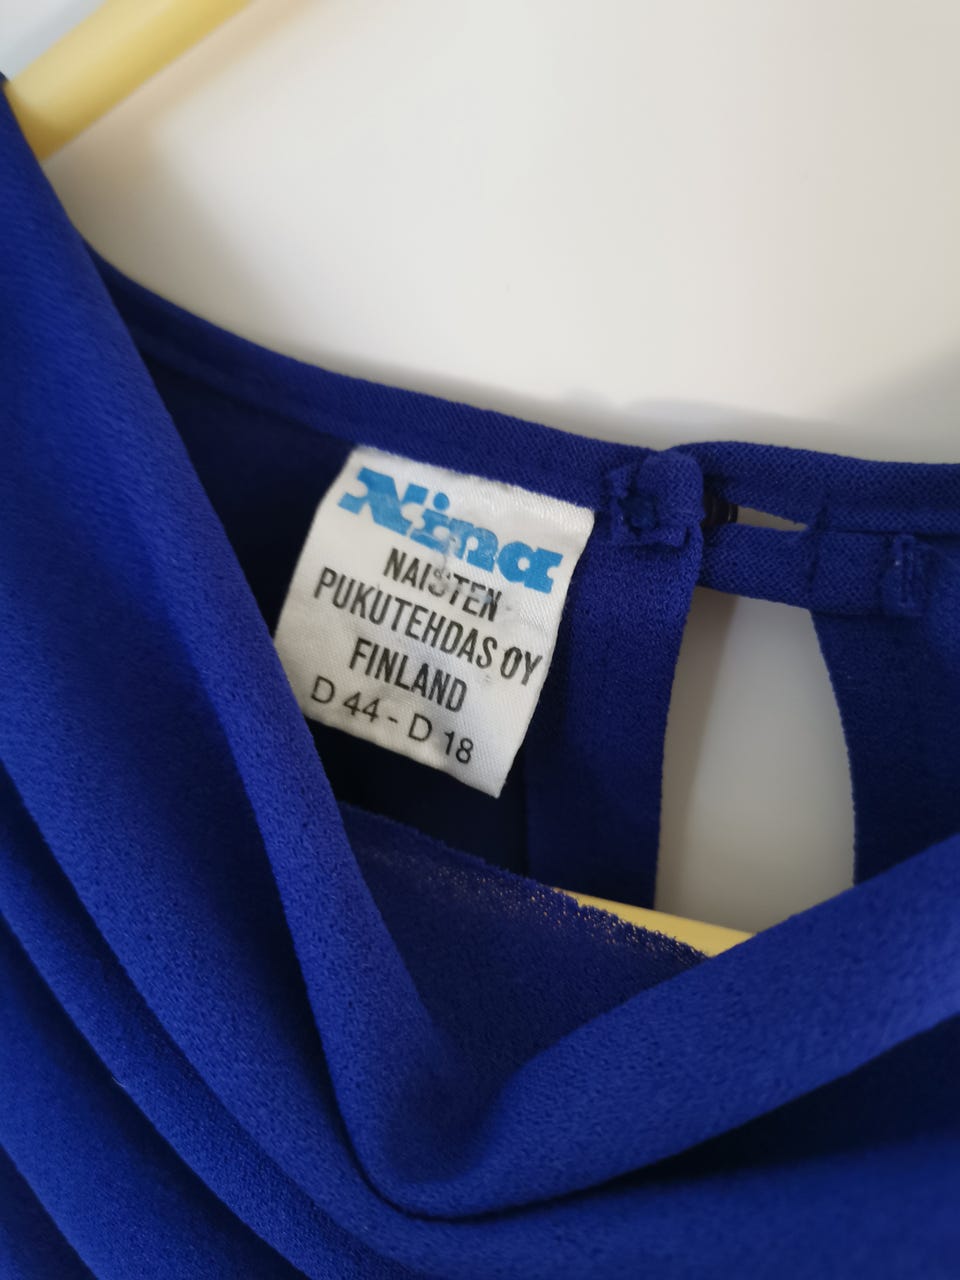 Nina
NAISTEN
PUKUTEHDAS OY
FINLAND
D 44 - D 18